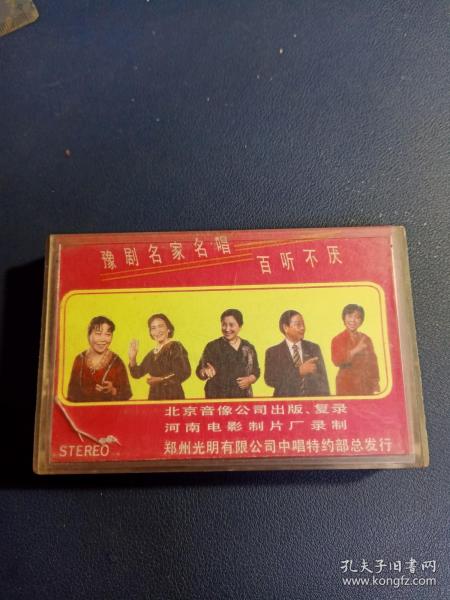 豫剧名家名唱
百听不厌
北京音像公司出版、复录
河南电影制片厂录制
STEREO
郑州光明有限公司中唱特约部总发行
孔夫子旧书网
www.kongfz.com